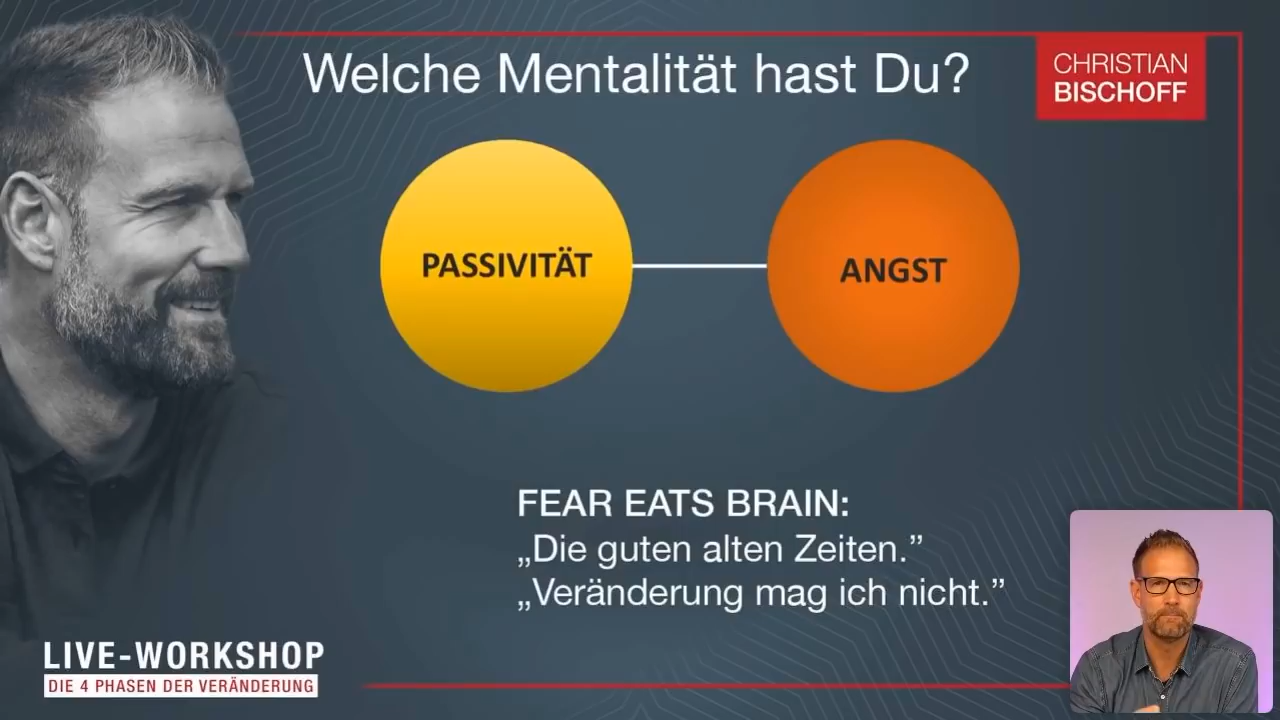 Welche Mentalität hast Du?
CHRISTIAN
BISCHOFF
PASSIVITÄT
ANGST
FEAR EATS BRAIN:
„Die guten alten Zeiten.”
„Veränderung mag ich nicht.”
LIVE-WORKSHOP
DIE 4 PHASEN DER VERÄNDERUNG